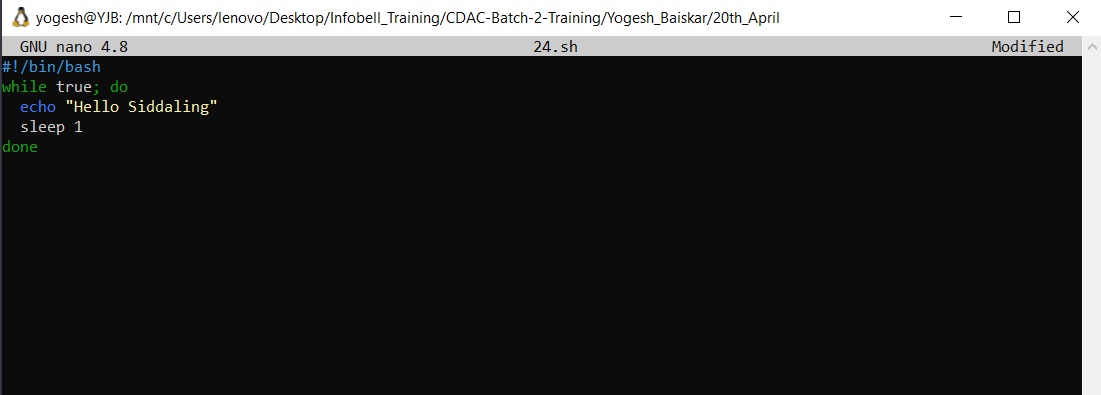 yogesh@YJB: /mnt/c/Users/lenovo/Desktop/Infobell_Training/CDAC-Batch-2-Training/Yogesh_Baiskar/20th_April
GNU nano 4.8 24.sh Modified
#!/bin/bash
while true; do
  echo "Hello Siddaling"
  sleep 1
done